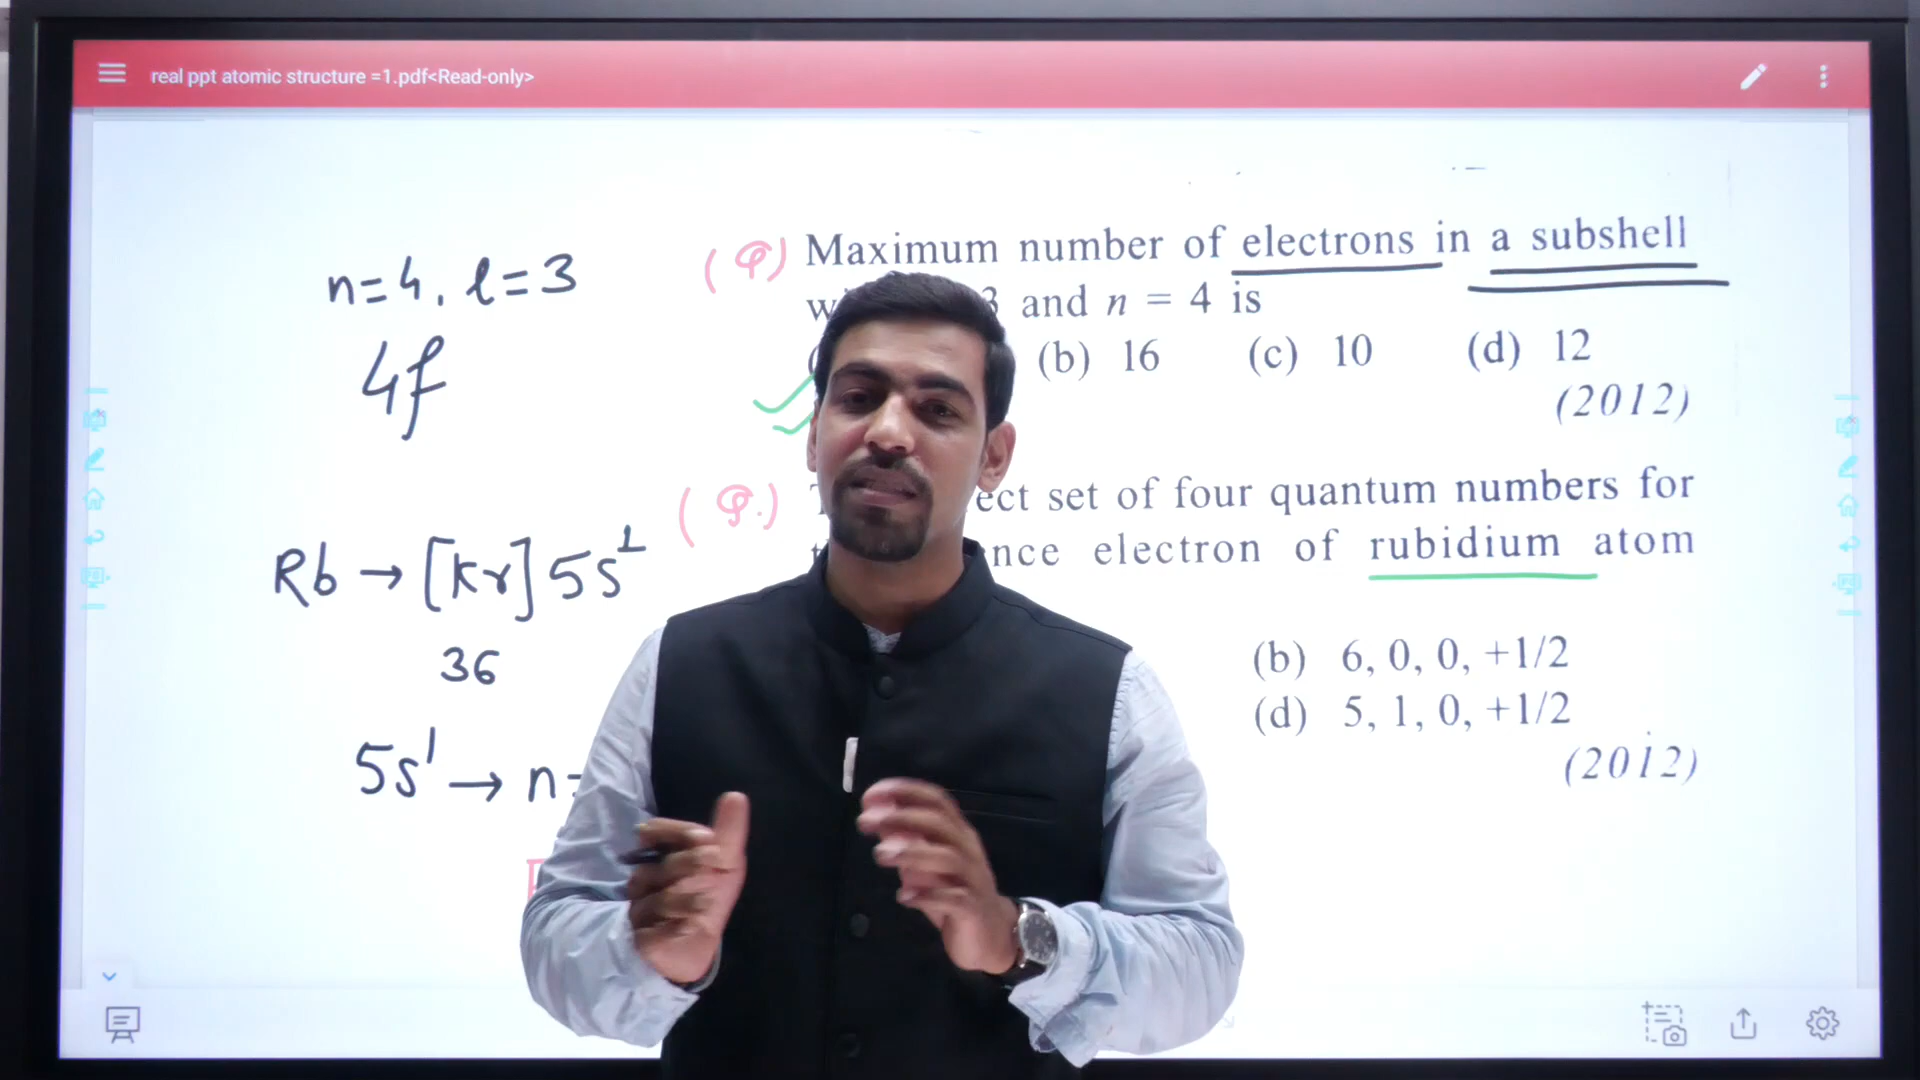 real ppt atomic structure =1.pdf<Read-only>
n=4, l=3
4f
(Q) Maximum number of electrons in a subshell
3 and n = 4 is
(b) 16 (c) 10 (d) 12
(2012)
(Q.) ect set of four quantum numbers for
nce electron of rubidium atom
Rb → [Kr] 5s¹
36
(b) 6, 0, 0, +1/2
(d) 5, 1, 0, +1/2
(2012)
5s¹ → n=